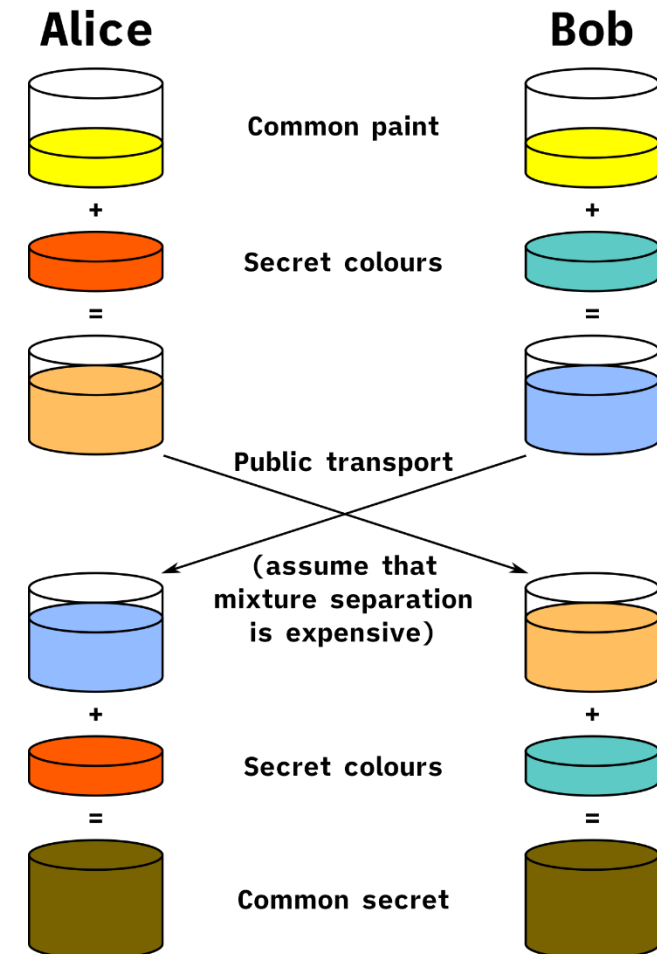 Alice Bob
Common paint
+ +
Secret colours
= =
Public transport
(assume that
mixture separation
is expensive)
+ +
Secret colours
= =
Common secret